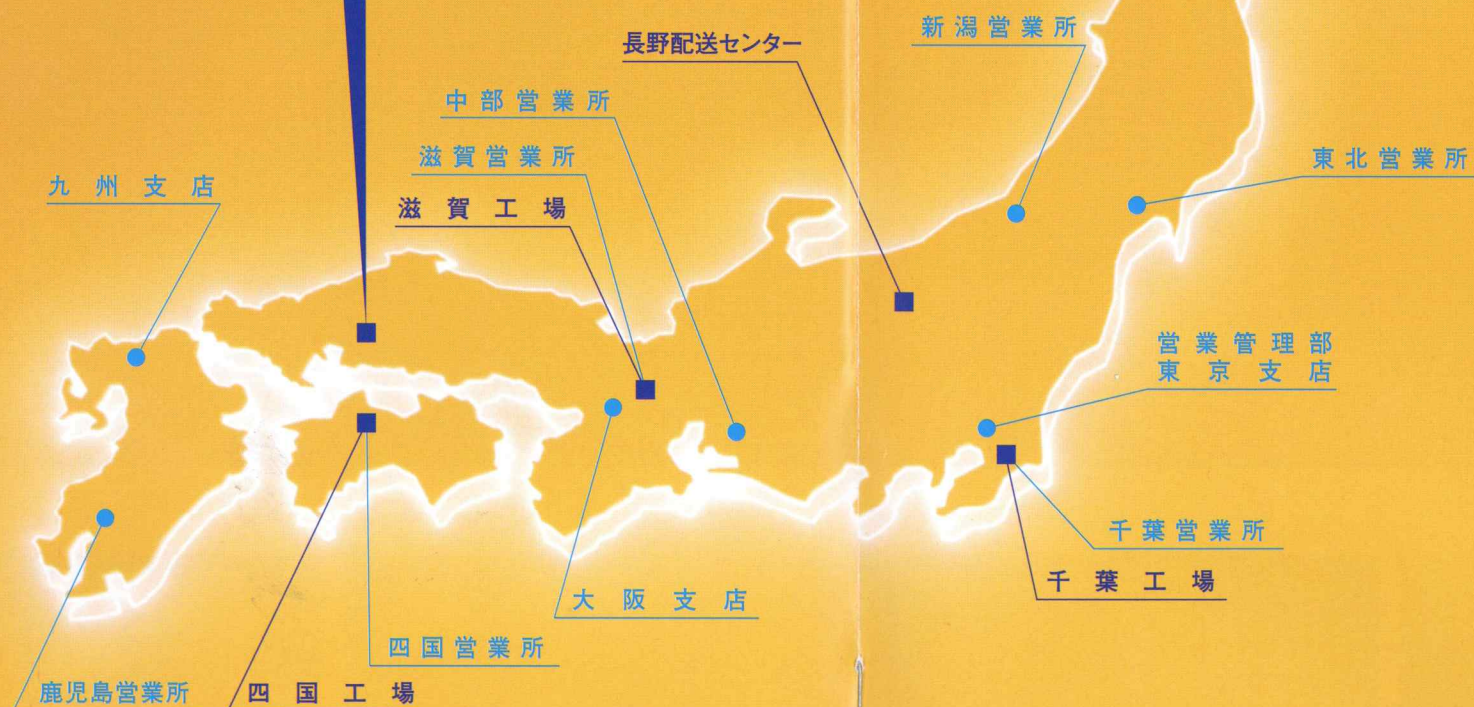 新潟営業所
長野配送センター
中部営業所
滋賀営業所
東北営業所
九州支店
滋賀工場
営業管理部
東京支店
千葉営業所
千葉工場
大阪支店
四国営業所
鹿児島営業所
四国工場